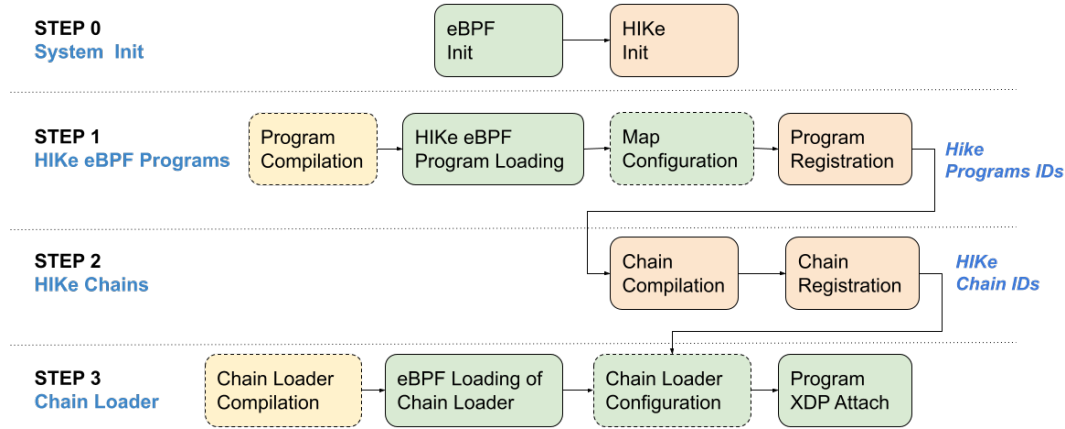 STEP 0
System Init
eBPF
Init
HIKe
Init
STEP 1
HIKe eBPF Programs
Program
Compilation
HIKe eBPF
Program Loading
Map
Configuration
Program
Registration
Hike
Programs IDs
STEP 2
HIKe Chains
Chain
Compilation
Chain
Registration
HIKe
Chain IDs
STEP 3
Chain Loader
Chain Loader
Compilation
eBPF Loading of
Chain Loader
Chain Loader
Configuration
Program
XDP Attach